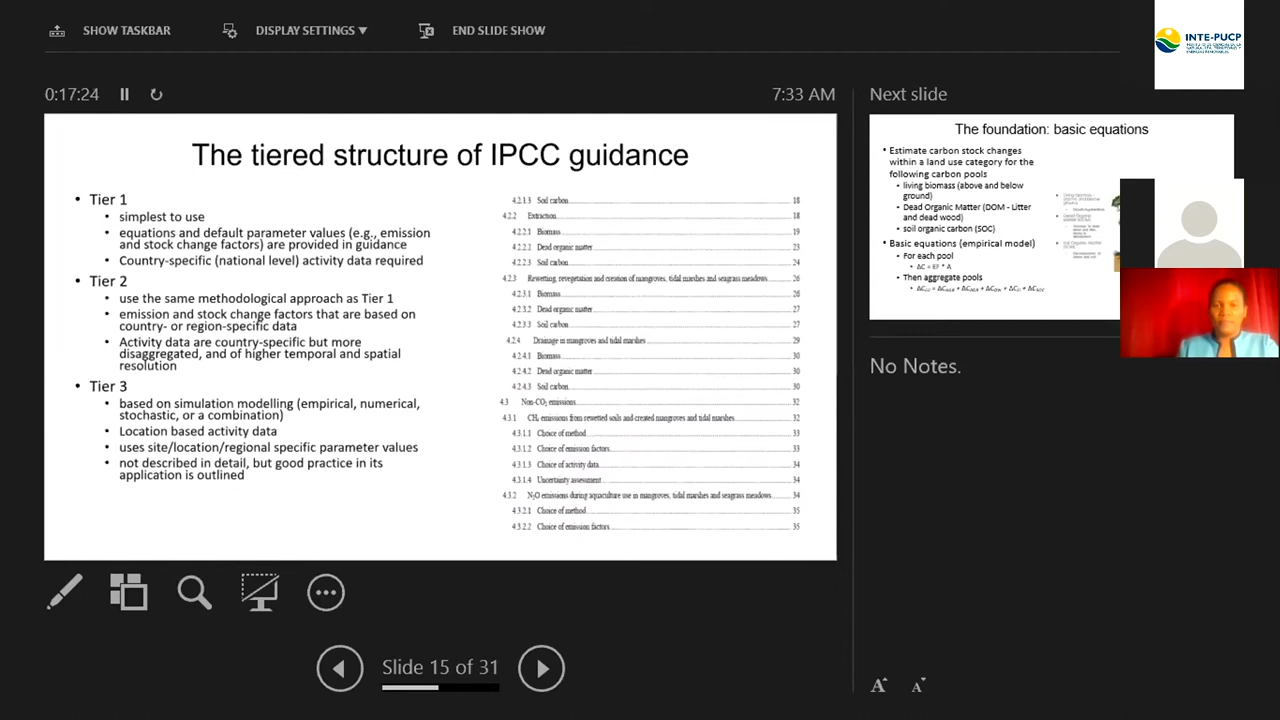 SHOW TASKBAR
DISPLAY SETTINGS ▼
END SLIDE SHOW
INTE-PUCP
0:17:24
7:33 AM
The tiered structure of IPCC guidance
• Tier 1
• simplest to use
• equations and default parameter values (e.g., emission
and stock change factors) are provided in guidance
• Country-specific (national level) activity data required
• Tier 2
• use the same methodological approach as Tier 1
• emission and stock change factors that are based on
country- or region-specific data
• Activity data are country-specific but more
disaggregated, and of higher temporal and spatial
resolution
• Tier 3
• based on simulation modelling (empirical, numerical,
stochastic, or a combination)
• Location based activity data
• uses site/location/regional specific parameter values
• not described in detail, but good practice in its
application is outlined
4.2.1.3 Soil carbon 18
4.2.2 Extraction 18
4.2.2.1 Biomass 19
4.2.2.2 Dead organic matter 23
4.2.2.3 Soil carbon 24
4.2.3 Rewetting, revegetation and creation of mangroves, tidal marshes and seagrass meadows 26
4.2.3.1 Biomass 26
4.2.3.2 Dead organic matter 27
4.2.3.3 Soil carbon 27
4.2.4 Drainage in mangroves and tidal marshes 29
4.2.4.1 Biomass 30
4.2.4.2 Dead organic matter 30
4.2.4.3 Soil carbon 30
4.3 Non-CO₂ emissions 32
4.3.1 CH₄ emissions from rewetted soils and created mangroves and tidal marshes 32
4.3.1.1 Choice of method 33
4.3.1.2 Choice of emission factors 33
4.3.1.3 Choice of activity data 34
4.3.1.4 Uncertainty assessment 34
4.3.2 N₂O emissions during aquaculture use in mangroves, tidal marshes and seagrass meadows 34
4.3.2.1 Choice of method 35
4.3.2.2 Choice of emission factors 35
Slide 15 of 31
Next slide
The foundation: basic equations
• Estimate carbon stock changes
within a land use category for the
following carbon pools
• living biomass (above and below
ground)
• Dead Organic Matter (DOM - Litter
and dead wood)
• soil organic carbon (SOC)
• Basic equations (empirical model)
• For each pool
• ΔC = EF * A
• Then aggregate pools
No Notes.
A A